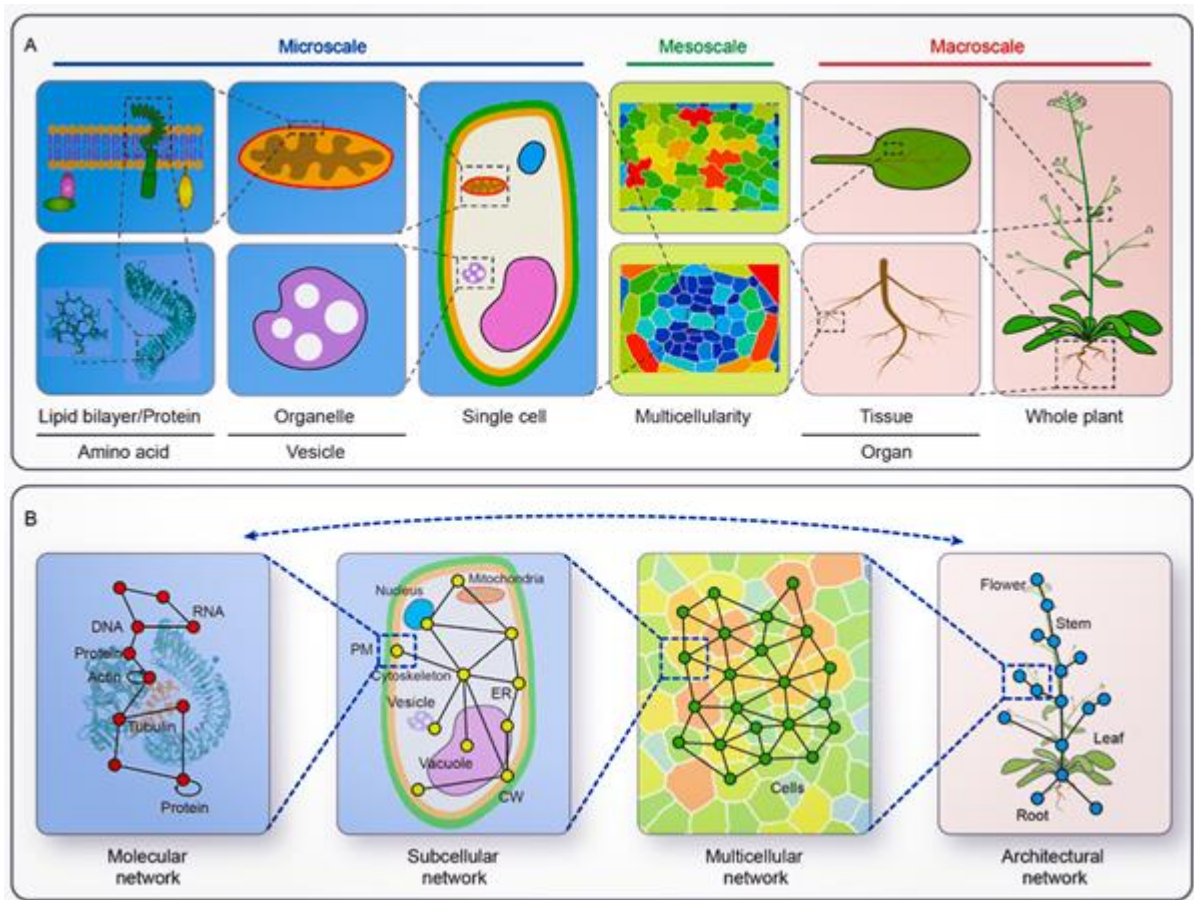 A
Microscale
Mesoscale
Macroscale
Lipid bilayer/Protein
Amino acid
Organelle
Vesicle
Single cell
Multicellularity
Tissue
Organ
Whole plant
B
RNA
DNA
Protein
Actin
Tubulin
Protein
Molecular
network
Mitochondria
Nucleus
PM
Cytoskeleton
ER
Vesicle
Vacuole
CW
Subcellular
network
Cells
Multicellular
network
Flower
Stem
Leaf
Root
Architectural
network